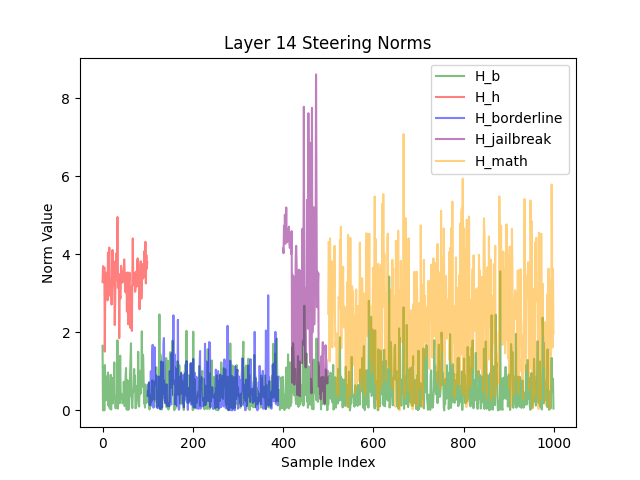 Layer 14 Steering Norms
H_b
H_h
H_borderline
H_jailbreak
H_math
Norm Value
8
6
4
2
0
0 200 400 600 800 1000
Sample Index